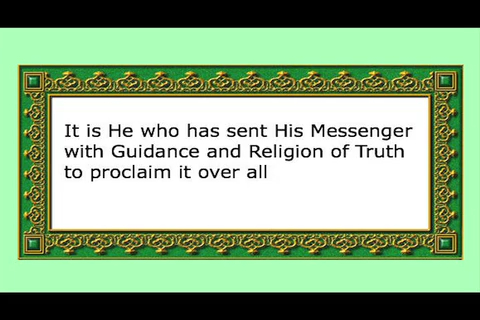 It is He who has sent His Messenger
with Guidance and Religion of Truth
to proclaim it over all